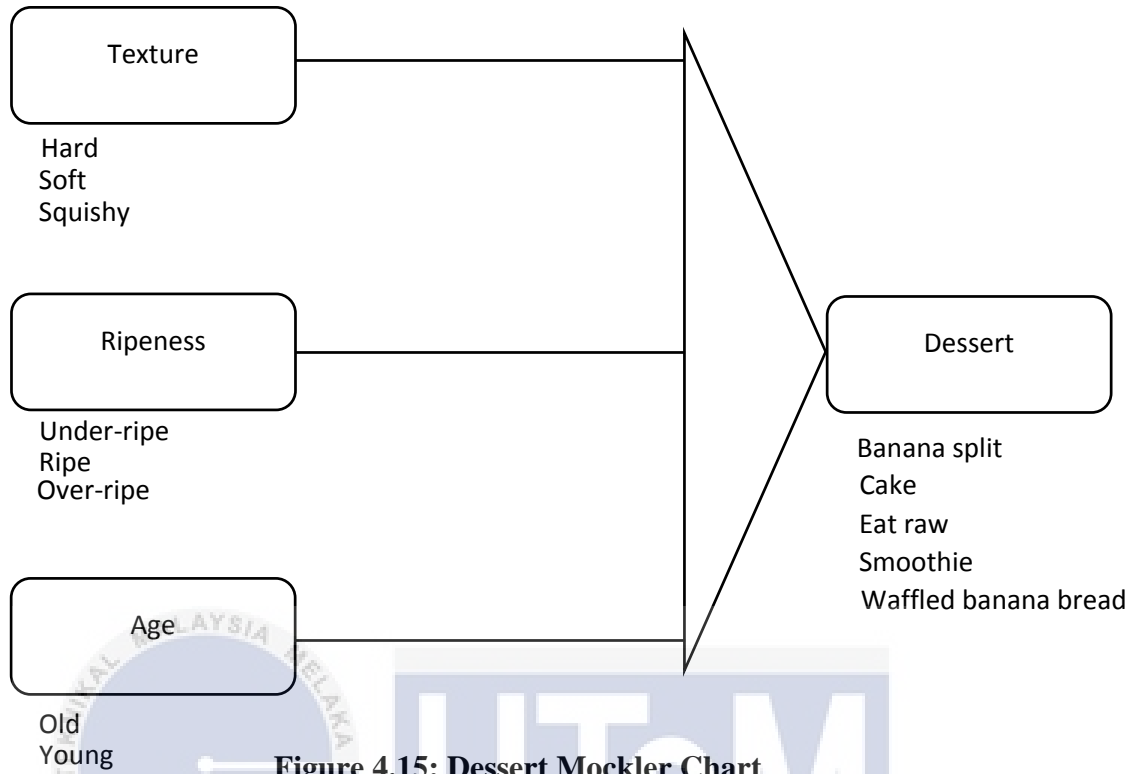 Texture
Hard
Soft
Squishy
Ripeness
Under-ripe
Ripe
Over-ripe
Age
Old
Young
Dessert
Banana split
Cake
Eat raw
Smoothie
Waffled banana bread
Figure 4.15: Dessert Mockler Chart